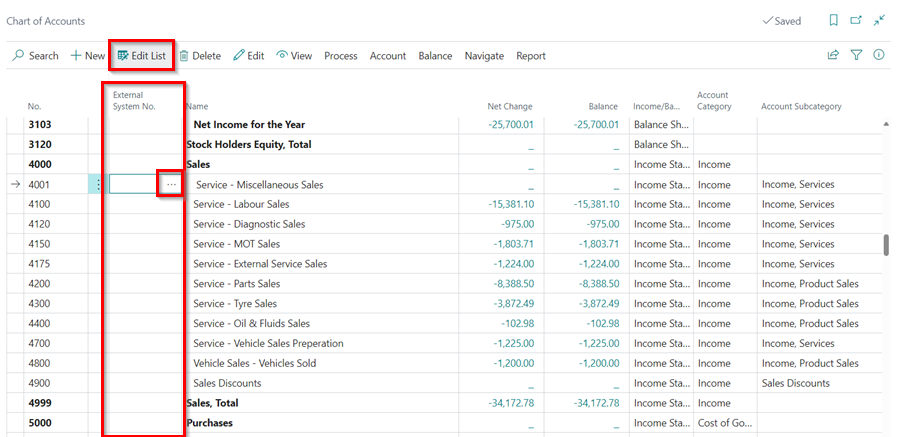 Chart of Accounts
Saved
Search New Edit List Delete Edit View Process Account Balance Navigate Report
No. External System No. Name Net Change Balance Income/Ba... Account Category Account Subcategory
3103 Net Income for the Year -25,700.01 -25,700.01 Balance Sh...
3120 Stock Holders Equity, Total _ _ Balance Sh...
4000 Sales _ _ Income Sta... Income
4001 ... Service - Miscellaneous Sales _ _ Income Sta... Income Income, Services
4100 Service - Labour Sales -15,381.10 -15,381.10 Income Sta... Income Income, Services
4120 Service - Diagnostic Sales -975.00 -975.00 Income Sta... Income Income, Services
4150 Service - MOT Sales -1,803.71 -1,803.71 Income Sta... Income Income, Services
4175 Service - External Service Sales -1,224.00 -1,224.00 Income Sta... Income Income, Services
4200 Service - Parts Sales -8,388.50 -8,388.50 Income Sta... Income Income, Product Sales
4300 Service - Tyre Sales -3,872.49 -3,872.49 Income Sta... Income Income, Product Sales
4400 Service - Oil & Fluids Sales -102.98 -102.98 Income Sta... Income Income, Product Sales
4700 Service - Vehicle Sales Preperation -1,225.00 -1,225.00 Income Sta... Income Income, Services
4800 Vehicle Sales - Vehicles Sold -1,200.00 -1,200.00 Income Sta... Income Income, Product Sales
4900 Sales Discounts _ _ Income Sta... Income Sales Discounts
4999 Sales, Total -34,172.78 -34,172.78 Income Sta... Income
5000 Purchases _ _ Income Sta... Cost of Go...